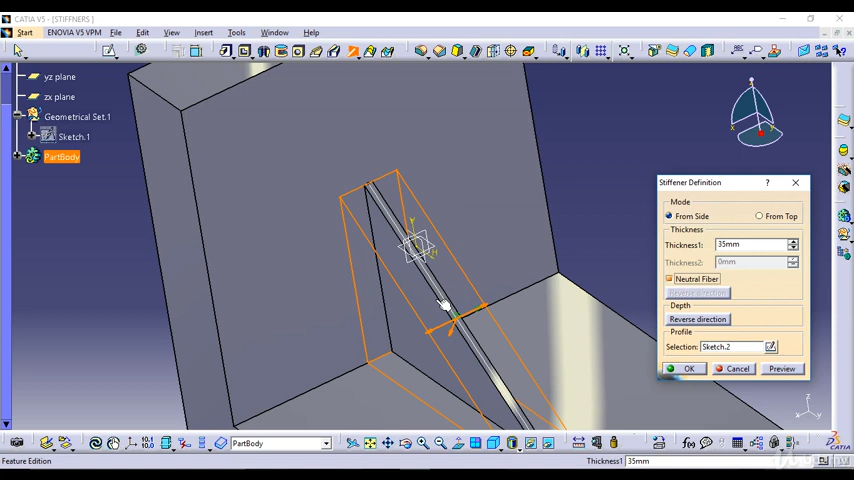 CATIA V5 - [STIFFNERS]
Start ENOVIA V5 VPM File Edit View Insert Tools Window Help
yz plane
zx plane
Geometrical Set.1
Sketch.1
PartBody
Stiffener Definition ? X
Mode
From Side From Top
Thickness
Thickness1: 35mm
Thickness2: 0mm
Neutral Fiber
Reverse direction
Depth
Reverse direction
Profile
Selection: Sketch.2
OK Cancel Preview
PartBody
Feature Edition Thickness1 35mm